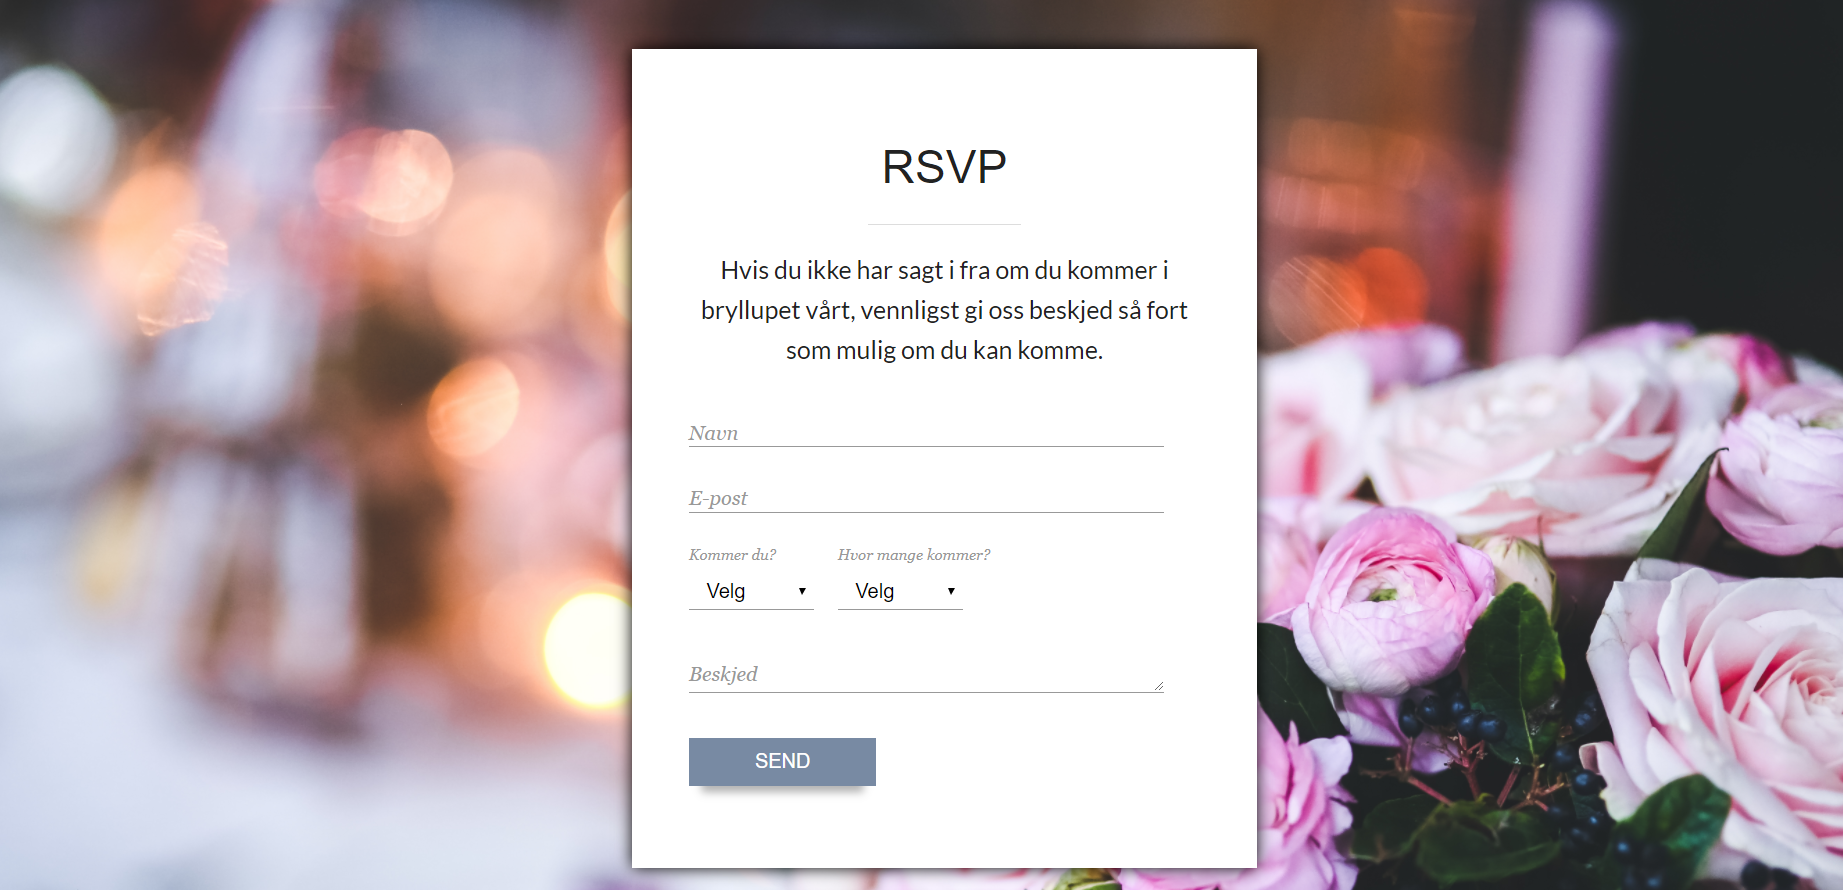 RSVP
Hvis du ikke har sagt i fra om du kommer i
bryllupet vårt, vennligst gi oss beskjed så fort
som mulig om du kan komme.
Navn
E-post
Kommer du? Hvor mange kommer?
Velg Velg
Beskjed
SEND